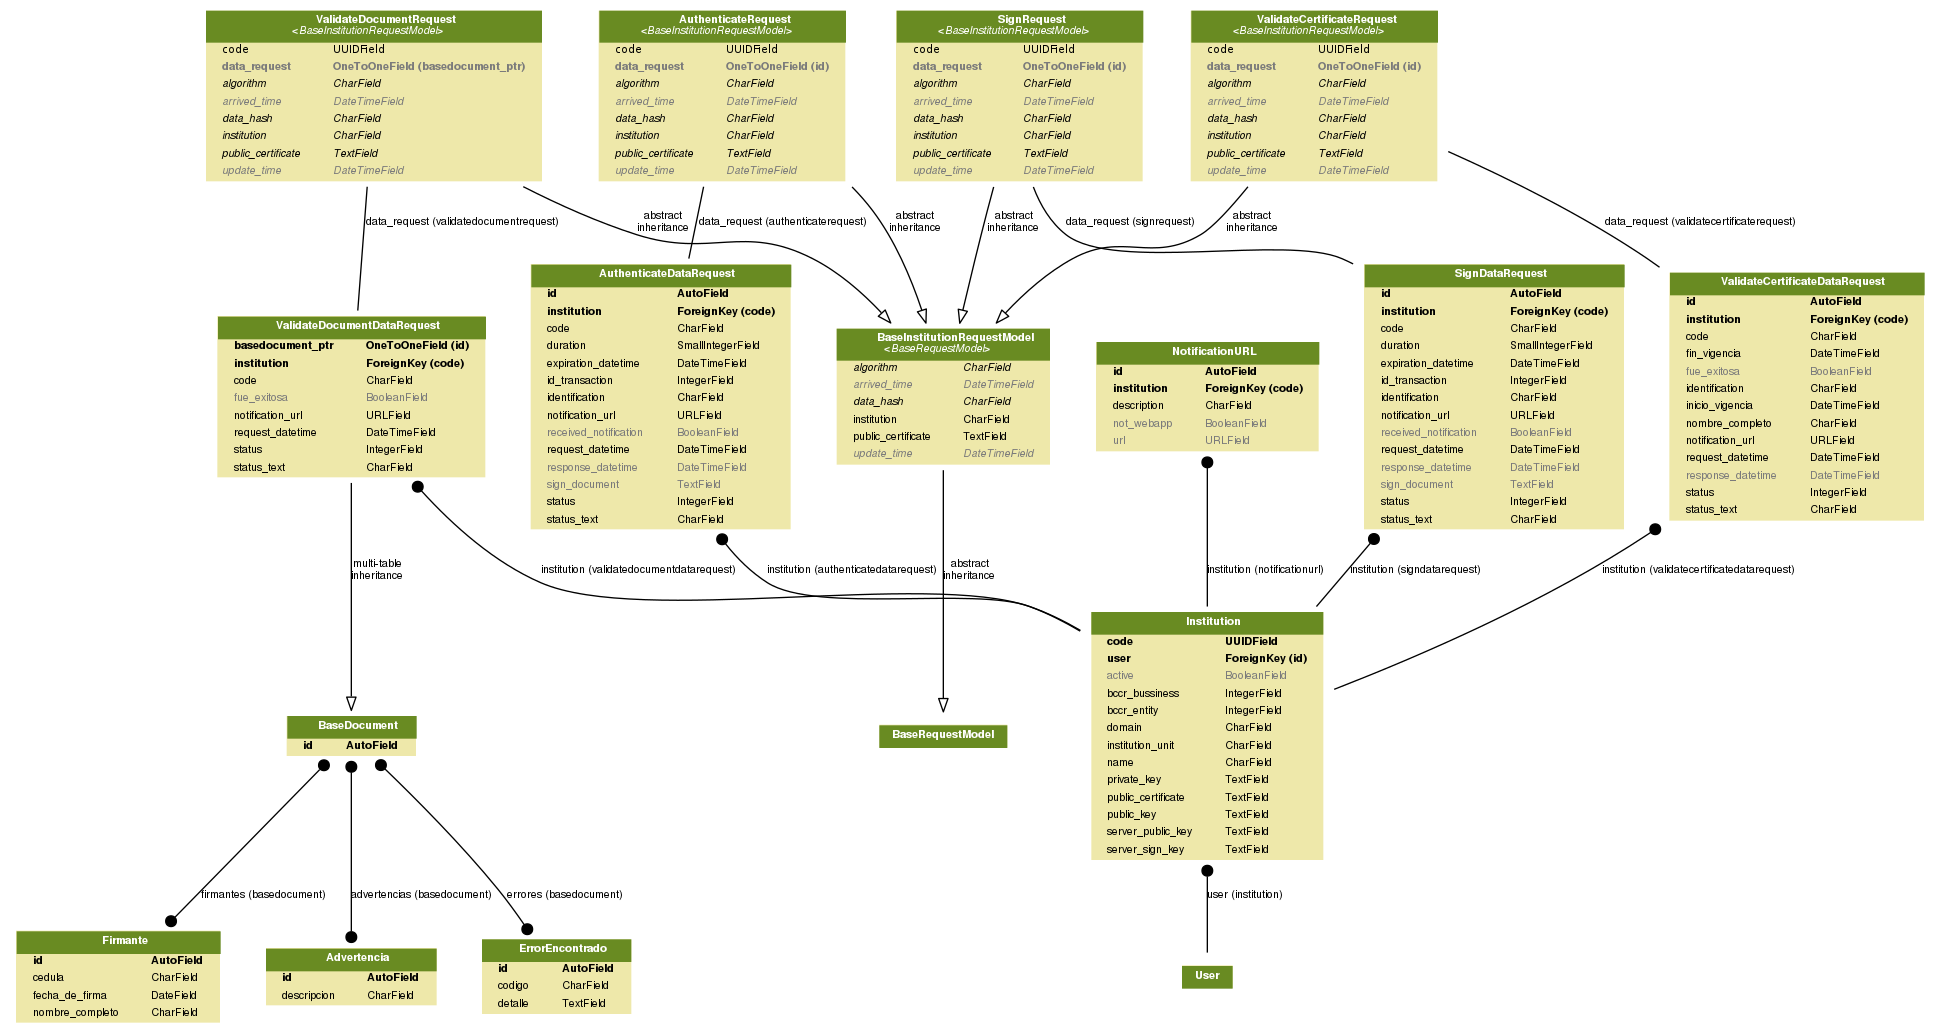 ValidateDocumentRequest
<BaseInstitutionRequestModel>
code UUIDField
data_request OneToOneField (basedocument_ptr)
algorithm CharField
arrived_time DateTimeField
data_hash CharField
institution CharField
public_certificate TextField
update_time DateTimeField
AuthenticateRequest
<BaseInstitutionRequestModel>
code UUIDField
data_request OneToOneField (id)
algorithm CharField
arrived_time DateTimeField
data_hash CharField
institution CharField
public_certificate TextField
update_time DateTimeField
SignRequest
<BaseInstitutionRequestModel>
code UUIDField
data_request OneToOneField (id)
algorithm CharField
arrived_time DateTimeField
data_hash CharField
institution CharField
public_certificate TextField
update_time DateTimeField
ValidateCertificateRequest
<BaseInstitutionRequestModel>
code UUIDField
data_request OneToOneField (id)
algorithm CharField
arrived_time DateTimeField
data_hash CharField
institution CharField
public_certificate TextField
update_time DateTimeField
data_request (validatedocumentrequest)
abstract
inheritance
data_request (authenticaterequest)
abstract
inheritance
abstract
inheritance
data_request (signrequest)
abstract
inheritance
data_request (validatecertificaterequest)
ValidateDocumentDataRequest
basedocument_ptr OneToOneField (id)
institution ForeignKey (code)
code CharField
fue_exitosa BooleanField
notification_url URLField
request_datetime DateTimeField
status IntegerField
status_text CharField
AuthenticateDataRequest
id AutoField
institution ForeignKey (code)
code CharField
duration SmallIntegerField
expiration_datetime DateTimeField
id_transaction IntegerField
identification CharField
notification_url URLField
received_notification BooleanField
request_datetime DateTimeField
response_datetime DateTimeField
sign_document TextField
status IntegerField
status_text CharField
BaseInstitutionRequestModel
<BaseRequestModel>
algorithm CharField
arrived_time DateTimeField
data_hash CharField
institution CharField
public_certificate TextField
update_time DateTimeField
NotificationURL
id AutoField
institution ForeignKey (code)
description CharField
not_webapp BooleanField
url URLField
SignDataRequest
id AutoField
institution ForeignKey (code)
code CharField
duration SmallIntegerField
expiration_datetime DateTimeField
id_transaction IntegerField
identification CharField
notification_url URLField
received_notification BooleanField
request_datetime DateTimeField
response_datetime DateTimeField
sign_document TextField
status IntegerField
status_text CharField
ValidateCertificateDataRequest
id AutoField
institution ForeignKey (code)
code CharField
fin_vigencia DateTimeField
fue_exitosa BooleanField
identification CharField
inicio_vigencia DateTimeField
nombre_completo CharField
notification_url URLField
request_datetime DateTimeField
response_datetime DateTimeField
status IntegerField
status_text CharField
multi-table
inheritance
institution (validatedocumentdatarequest)
institution (authenticatedatarequest)
abstract
inheritance
institution (notificationurl)
institution (signdatarequest)
institution (validatecertificatedatarequest)
BaseDocument
id AutoField
BaseRequestModel
Institution
code UUIDField
user ForeignKey (id)
active BooleanField
bccr_bussiness IntegerField
bccr_entity IntegerField
domain CharField
institution_unit CharField
name CharField
private_key TextField
public_certificate TextField
public_key TextField
server_public_key TextField
server_sign_key TextField
firmantes (basedocument)
advertencias (basedocument)
errores (basedocument)
user (institution)
Firmante
id AutoField
cedula CharField
fecha_de_firma DateField
nombre_completo CharField
Advertencia
id AutoField
descripcion CharField
ErrorEncontrado
id AutoField
codigo CharField
detalle TextField
User